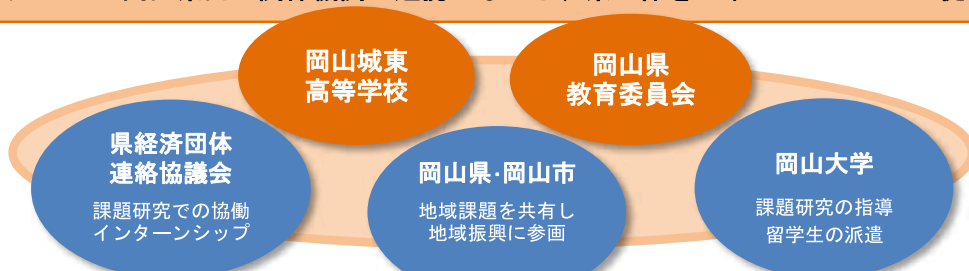 岡山城東
高等学校
岡山県
教育委員会
県経済団体
連絡協議会
課題研究での協働
インターンシップ
岡山県・岡山市
地域課題を共有し
地域振興に参画
岡山大学
課題研究の指導
留学生の派遣